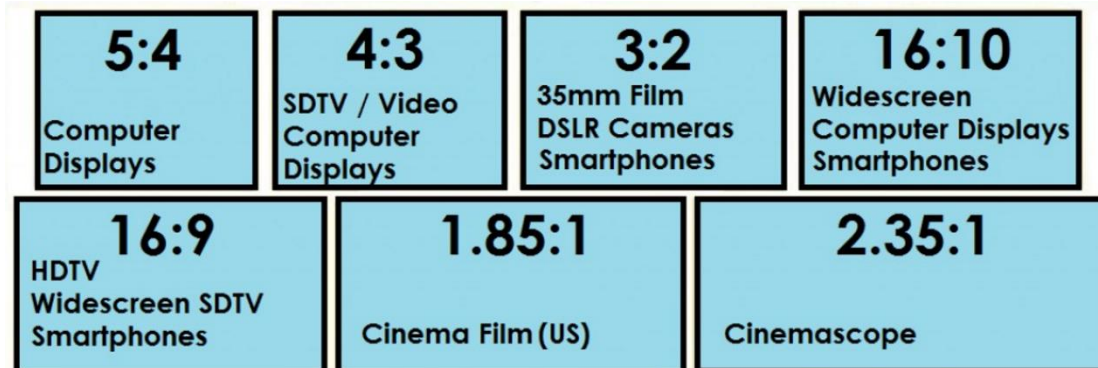 5:4
Computer
Displays
4:3
SDTV / Video
Computer
Displays
3:2
35mm Film
DSLR Cameras
Smartphones
16:10
Widescreen
Computer Displays
Smartphones
16:9
HDTV
Widescreen SDTV
Smartphones
1.85:1
Cinema Film (US)
2.35:1
Cinemascope